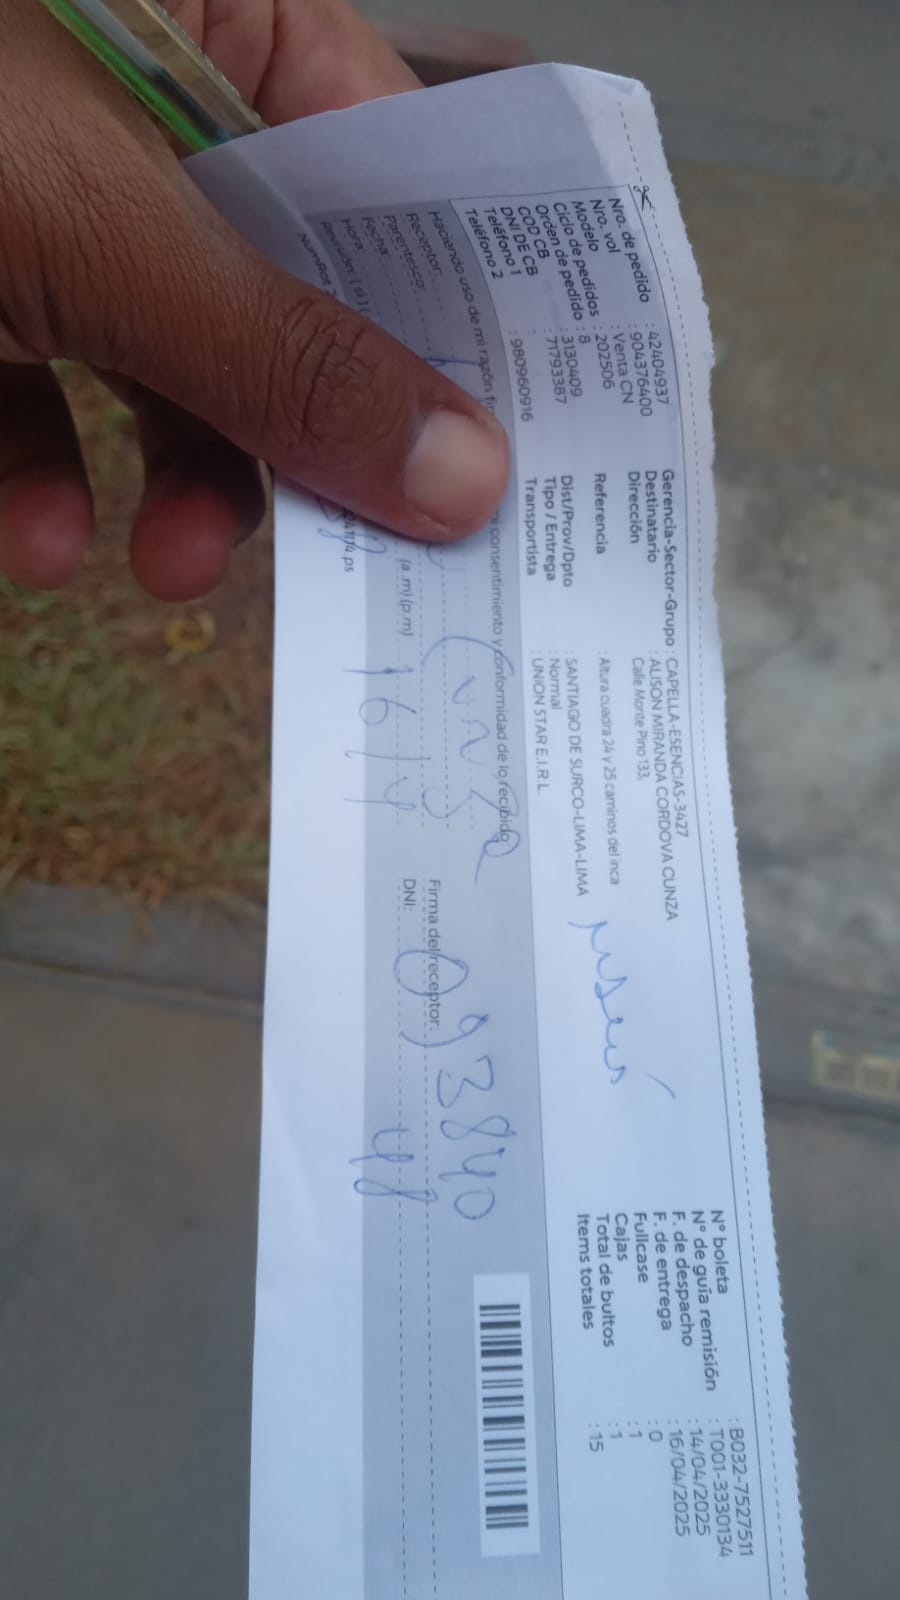 Nro. de pedido : 42404937
Nro. vol : 904376400
Modelo : Venta CN
Ciclo de pedidos : 202506
Orden de pedido : 8
COD CB : 3130409
DNI DE CB 71793387
Teléfono 1 :
Teléfono 2 : 980960916
Gerencia-Sector-Grupo : CAPELLA-ESENCIAS-3427
Destinatario : ALISON MIRANDA CORDOVA CUNZA
Dirección Calle Monte Pino 133,
Referencia : Altura cuadra 24 y 25 caminos del inca
Dist/Prov/Dpto : SANTIAGO DE SURCO-LIMA-LIMA
Tipo / Entrega : Normal
Transportista : UNION STAR E.I.R.L.
N° boleta : B032-7527511
N° de guía remisión : T001-3330134
F. de despacho : 14/04/2025
F. de entrega : 16/04/2025
Fullcase : 0
Cajas : 1
Total de bultos : 1
Items totales : 15
Haciendo uso de mi razón consentimiento y conformidad de lo recibido
Receptor:
Parentesco:
Fecha: 16/4
Hora: (a.m) (p.m)
Revisión: ( si )
Firma del receptor:
DNI: 093840
48